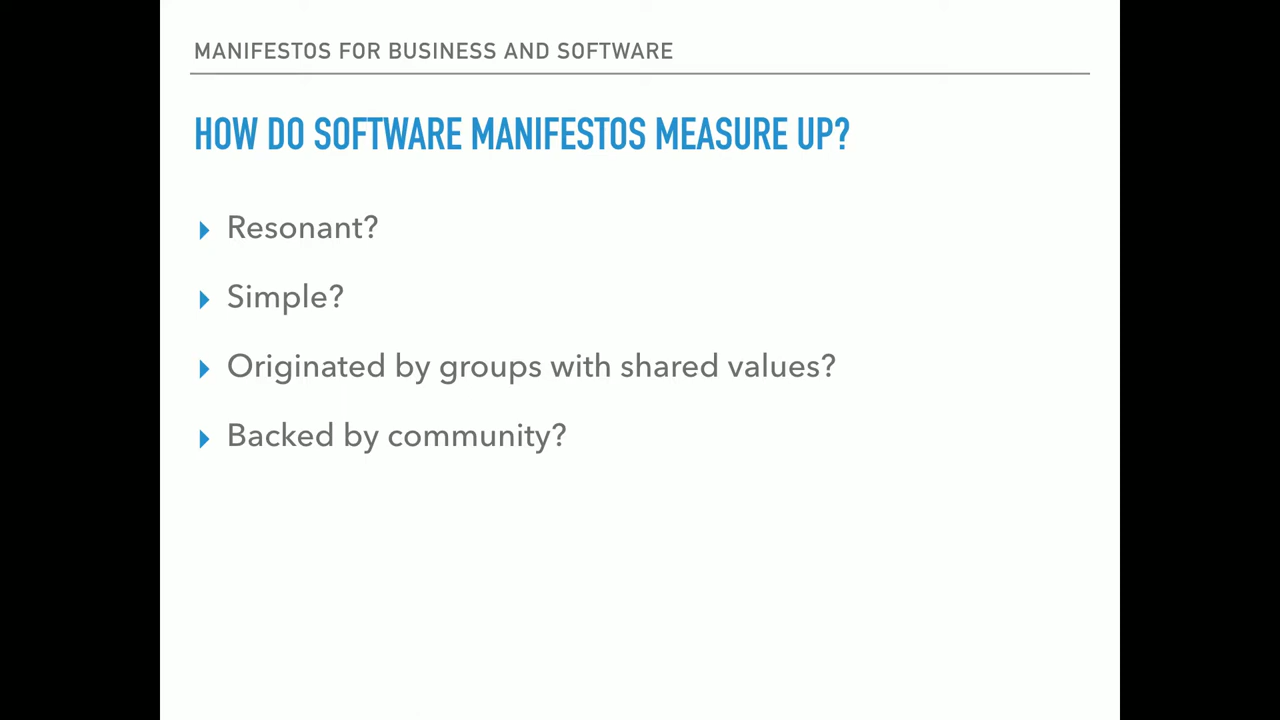 MANIFESTOS FOR BUSINESS AND SOFTWARE
HOW DO SOFTWARE MANIFESTOS MEASURE UP?
Resonant?
Simple?
Originated by groups with shared values?
Backed by community?